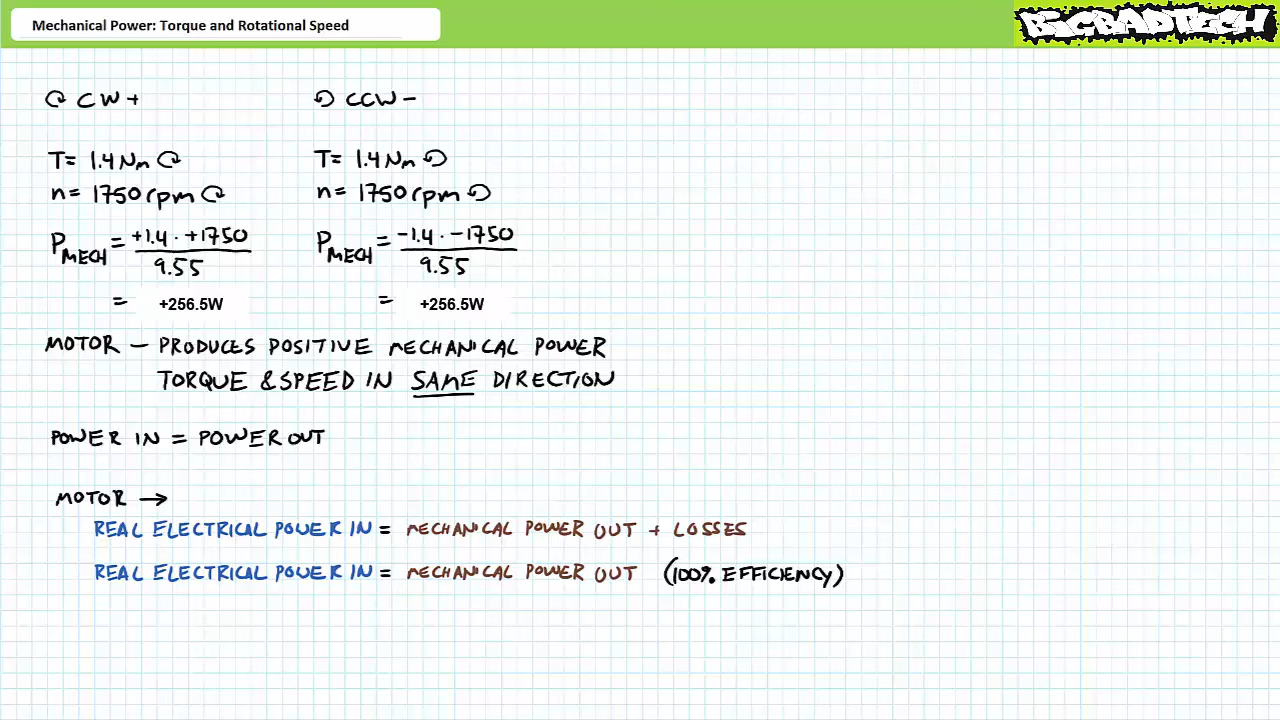 Mechanical Power: Torque and Rotational Speed
BIGBADTECH
CW +
CCW -
T= 1.4 Nm
n= 1750 rpm
PMECH = +1.4 · +1750
9.55
= +256.5W
T= 1.4 Nm
n= 1750 rpm
PMECH = -1.4 · -1750
9.55
= +256.5W
MOTOR - PRODUCES POSITIVE MECHANICAL POWER
TORQUE & SPEED IN SAME DIRECTION
POWER IN = POWER OUT
MOTOR →
REAL ELECTRICAL POWER IN = MECHANICAL POWER OUT + LOSSES
REAL ELECTRICAL POWER IN = MECHANICAL POWER OUT (100% EFFICIENCY)